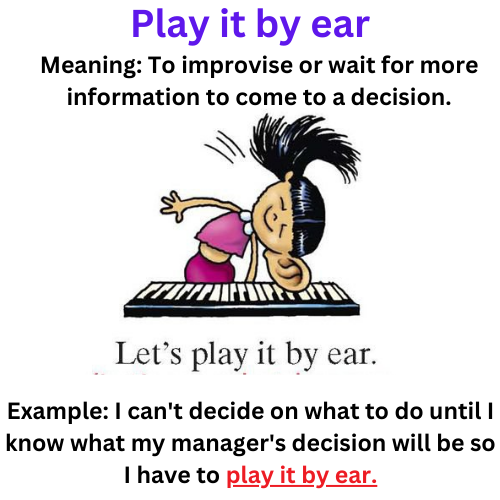 Play it by ear
Meaning: To improvise or wait for more
information to come to a decision.
Let's play it by ear.
Example: I can't decide on what to do until I
know what my manager's decision will be so
I have to play it by ear.